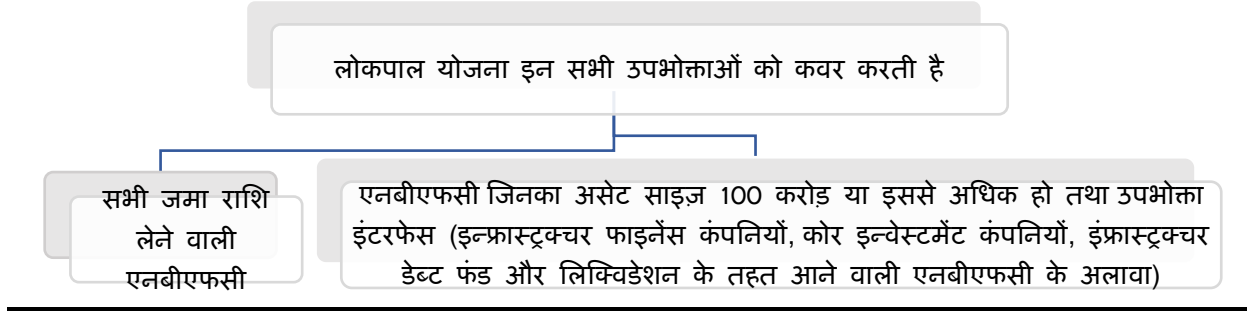 लोकपाल योजना इन सभी उपभोक्ताओं को कवर करती है
सभी जमा राशि
लेने वाली
एनबीएफसी
एनबीएफसी जिनका असेट साइज़ 100 करोड़ या इससे अधिक हो तथा उपभोक्ता
इंटरफेस (इन्फ्रास्ट्रक्चर फाइनेंस कंपनियों, कोर इन्वेस्टमेंट कंपनियों, इंफ्रास्ट्रक्चर
डेब्ट फंड और लिक्विडेशन के तहत आने वाली एनबीएफसी के अलावा)